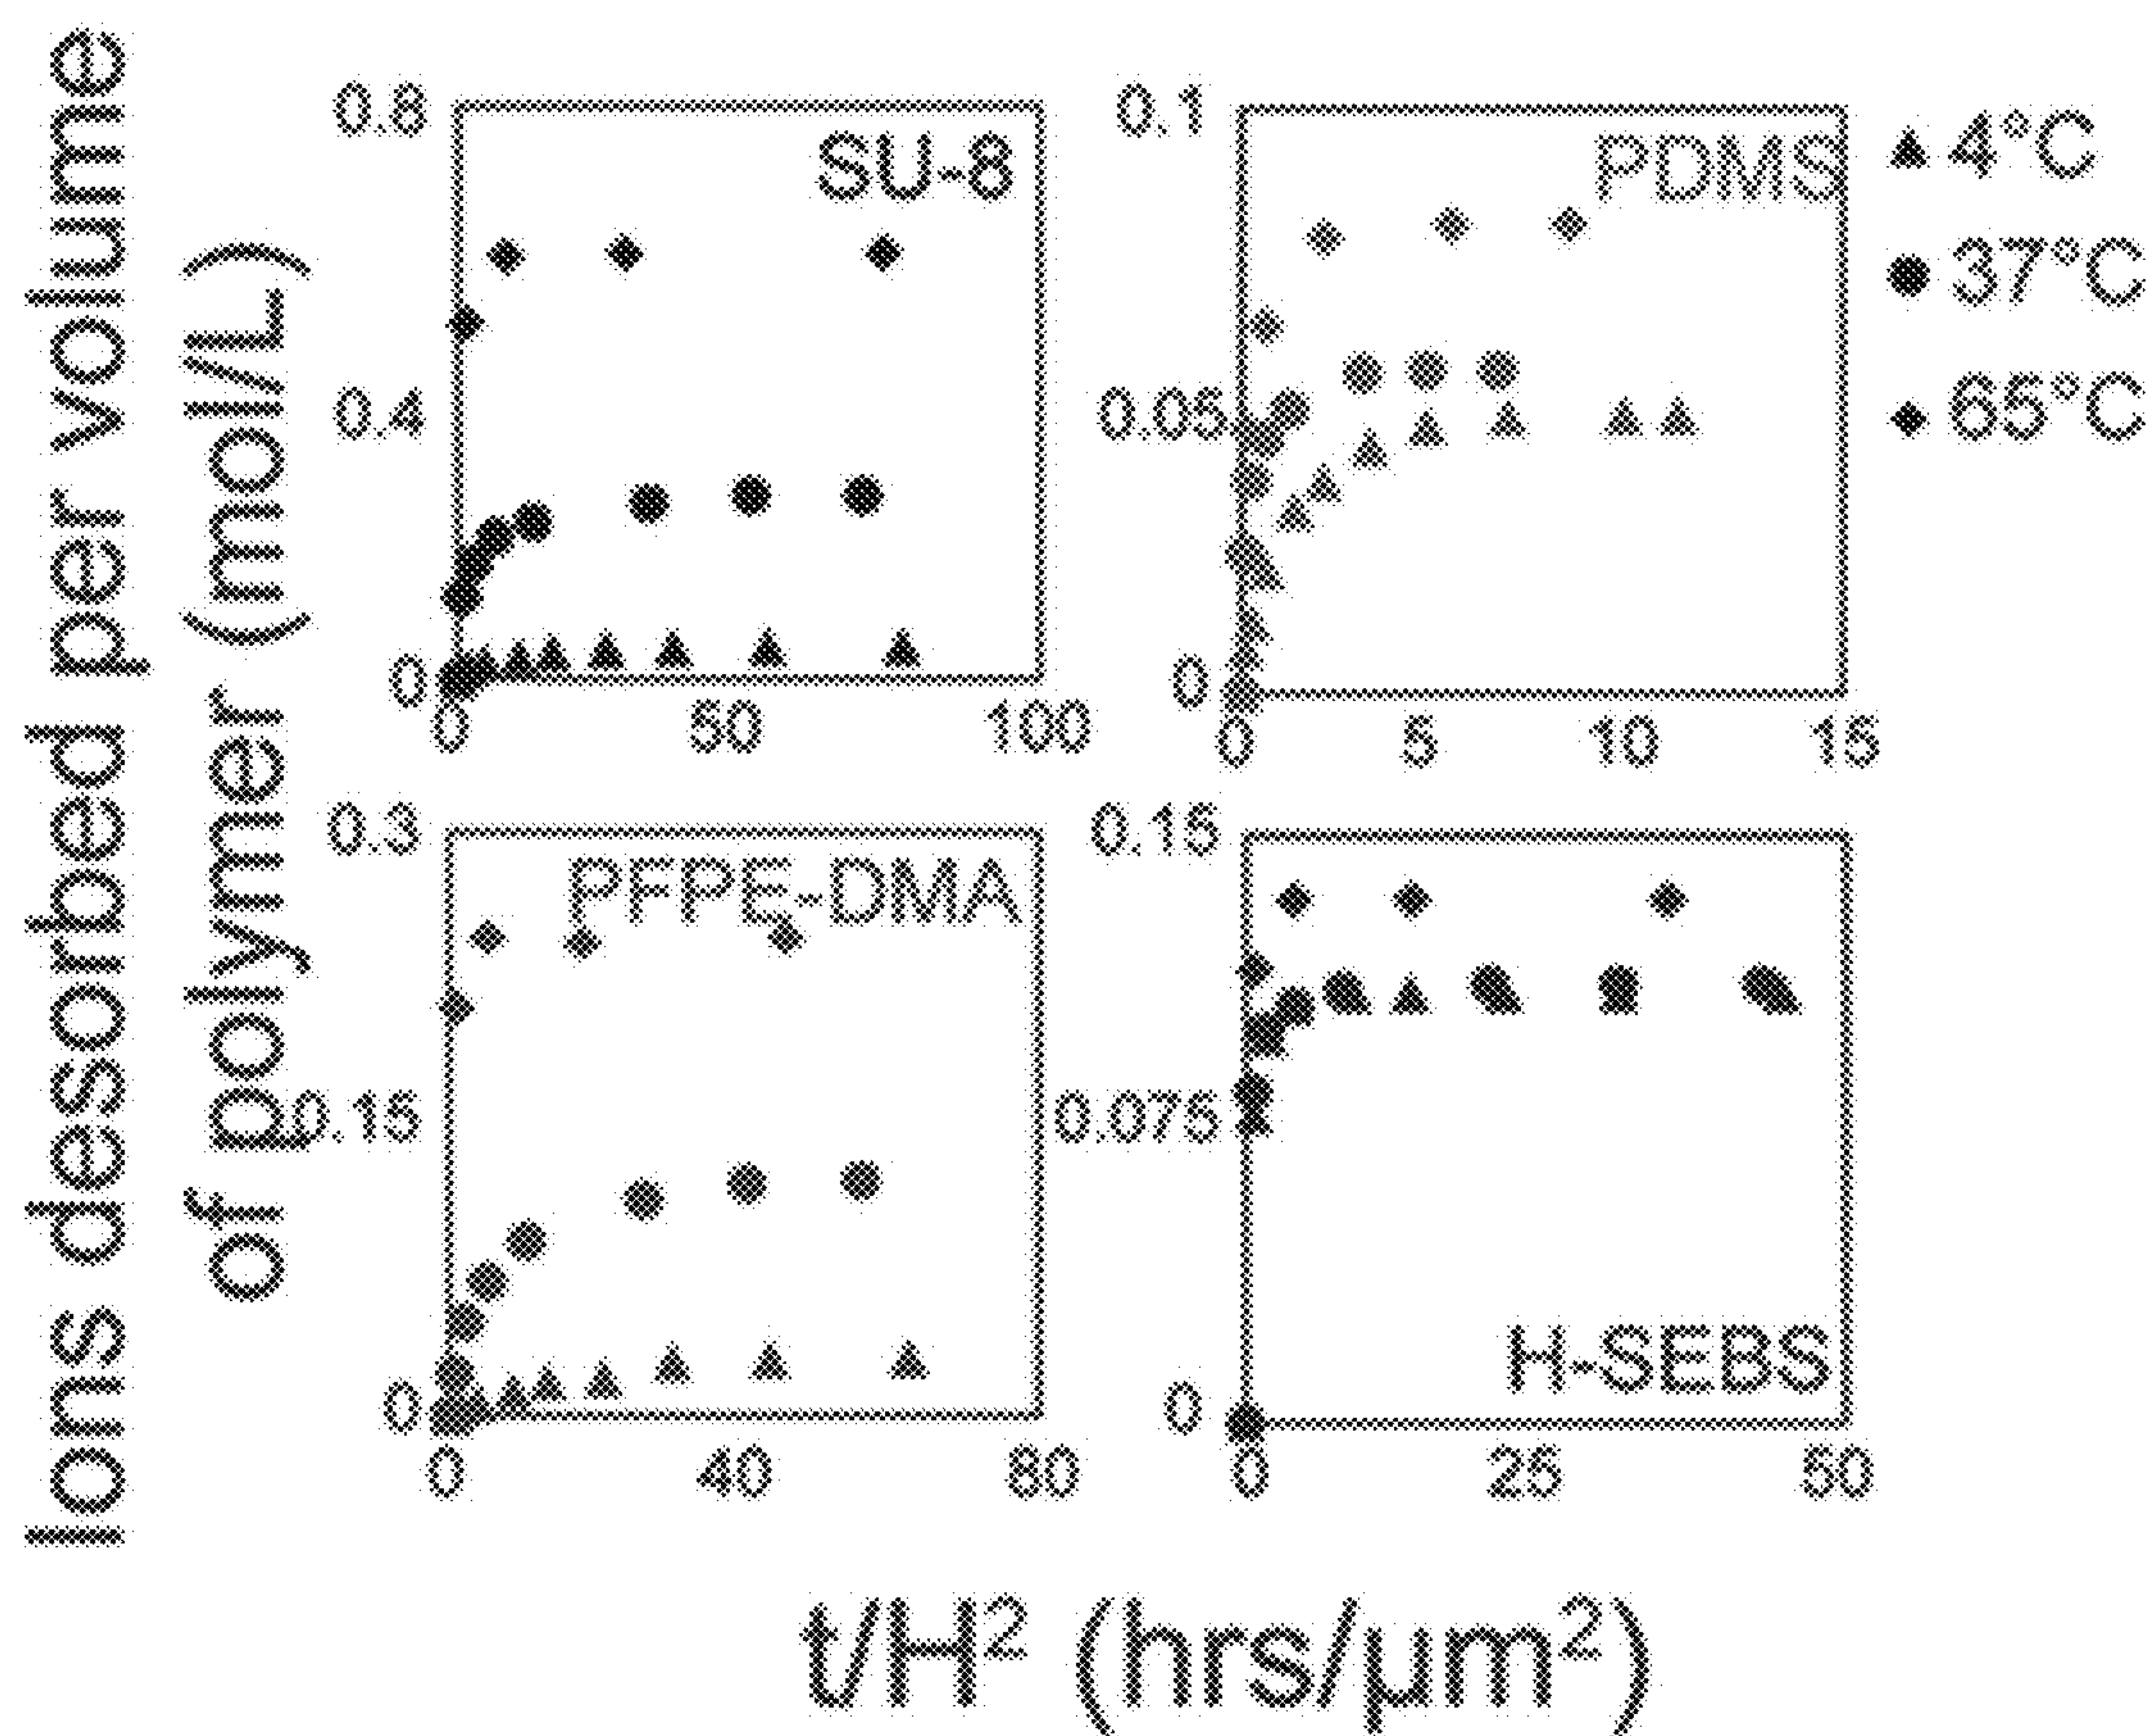 Ions desorbed per volume
of polymer (mol/L)
0.8
SU-8
0.4
0
0
50
100
0.1
PDMS
0.05
0
0
5
10
15
4°C
37°C
65°C
0.3
PFPE-DMA
0.15
0
0
40
80
0.15
0.075
H-SEBS
0
0
25
50
t/H² (hrs/μm²)